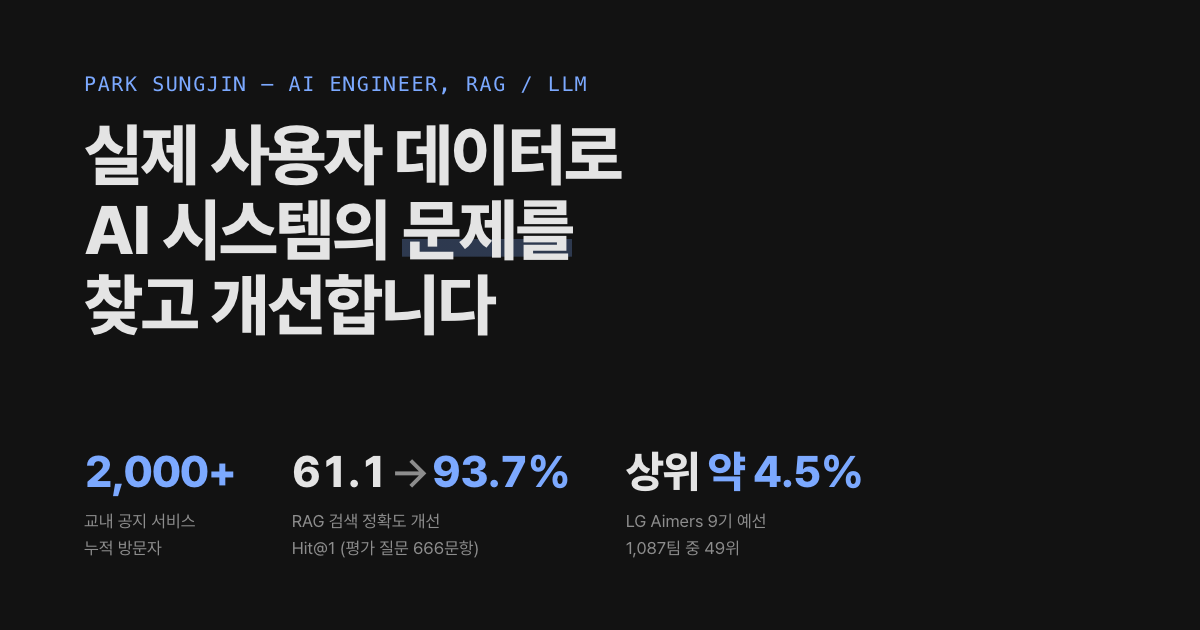 PARK SUNGJIN — AI ENGINEER, RAG / LLM
실제 사용자 데이터로
AI 시스템의 문제를
찾고 개선합니다
2,000+
교내 공지 서비스
누적 방문자
61.1→93.7%
RAG 검색 정확도 개선
Hit@1 (평가 질문 666문항)
상위 약 4.5%
LG Aimers 9기 예선
1,087팀 중 49위